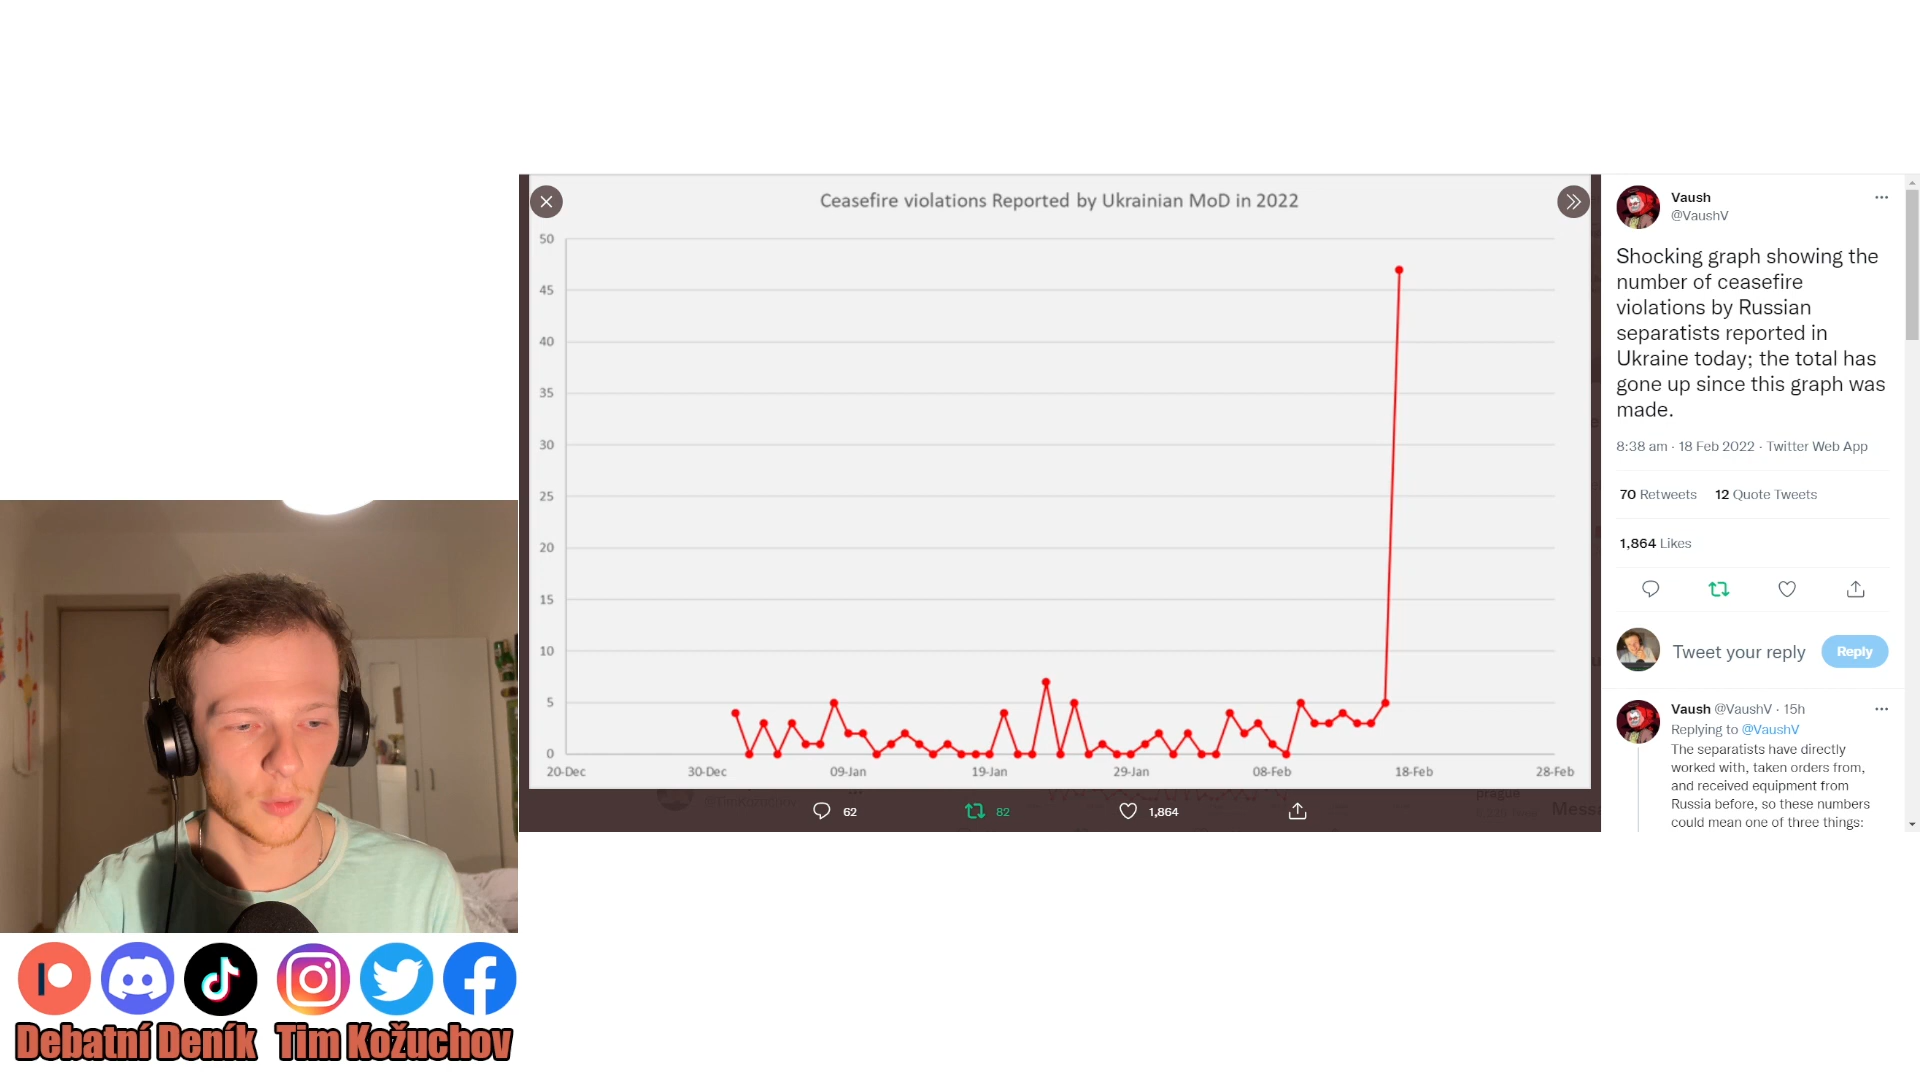 Ceasefire violations Reported by Ukrainian MoD in 2022
50
45
40
35
30
25
20
15
10
5
0
20-Dec
30-Dec
09-Jan
19-Jan
29-Jan
08-Feb
18-Feb
28-Feb
62
82
1,864
Vaush
@VaushV
Shocking graph showing the
number of ceasefire
violations by Russian
separatists reported in
Ukraine today; the total has
gone up since this graph was
made.
8:38 am · 18 Feb 2022 · Twitter Web App
70 Retweets 12 Quote Tweets
1,864 Likes
Tweet your reply
Reply
Vaush @VaushV · 15h
Replying to @VaushV
The separatists have directly
worked with, taken orders from,
and received equipment from
Russia before, so these numbers
could mean one of three things:
Debatní Deník Tim Kožuchov